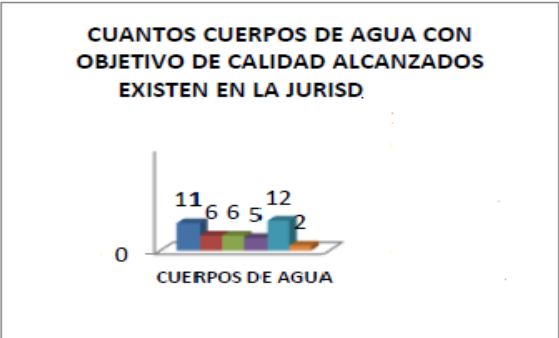 CUANTOS CUERPOS DE AGUA CON
OBJETIVO DE CALIDAD ALCANZADOS
EXISTEN EN LA JURISD
11 6 6 5 12 2
0
CUERPOS DE AGUA